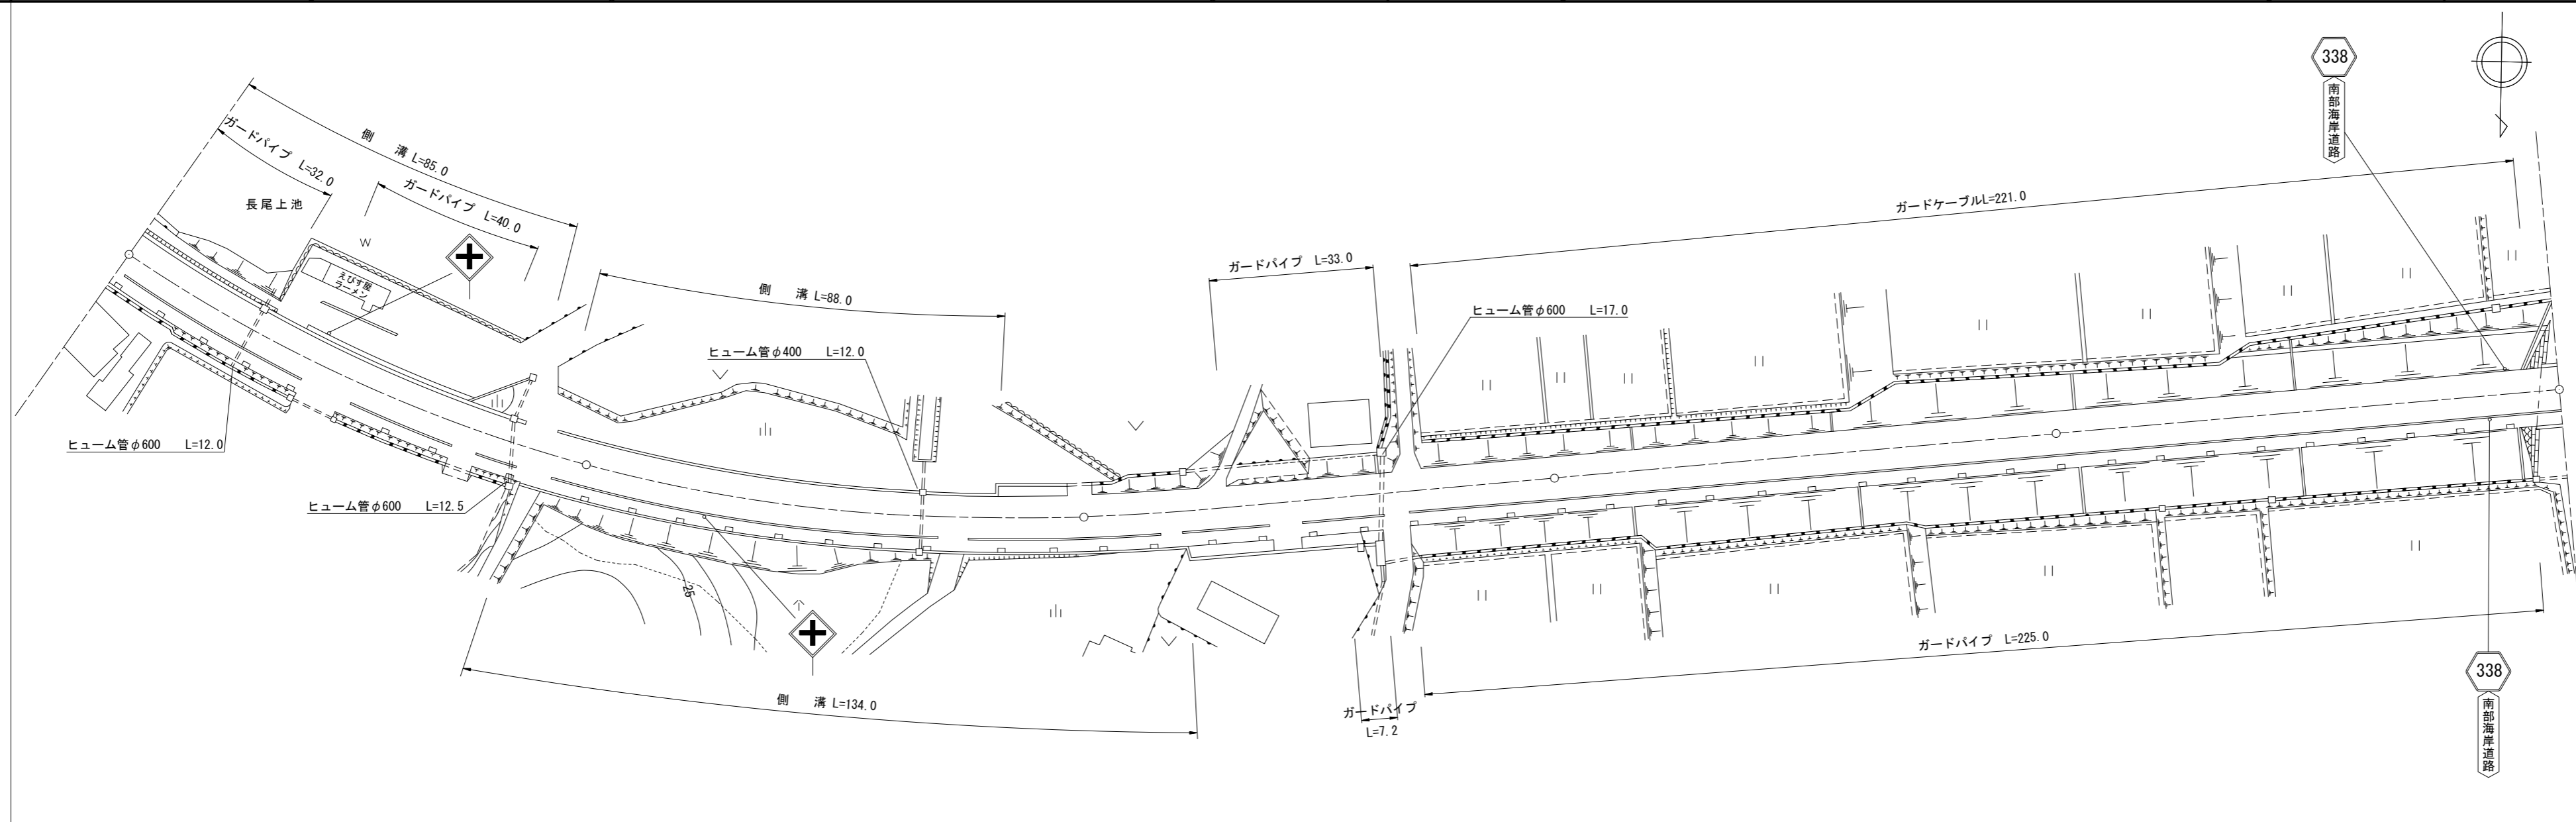 338
南部海岸道路
側 溝 L=85.0
ガードパイプ L=32.0
ガードパイプ L=40.0
長尾上池
W
えびす屋
ラーメン
側 溝 L=88.0
ガードパイプ L=33.0
ガードケーブルL=221.0
ヒューム管φ600 L=17.0
ヒューム管φ400 L=12.0
ヒューム管φ600 L=12.0
ヒューム管φ600 L=12.5
25
側 溝 L=134.0
ガードパイプ
L=7.2
ガードパイプ L=225.0
338
南部海岸道路